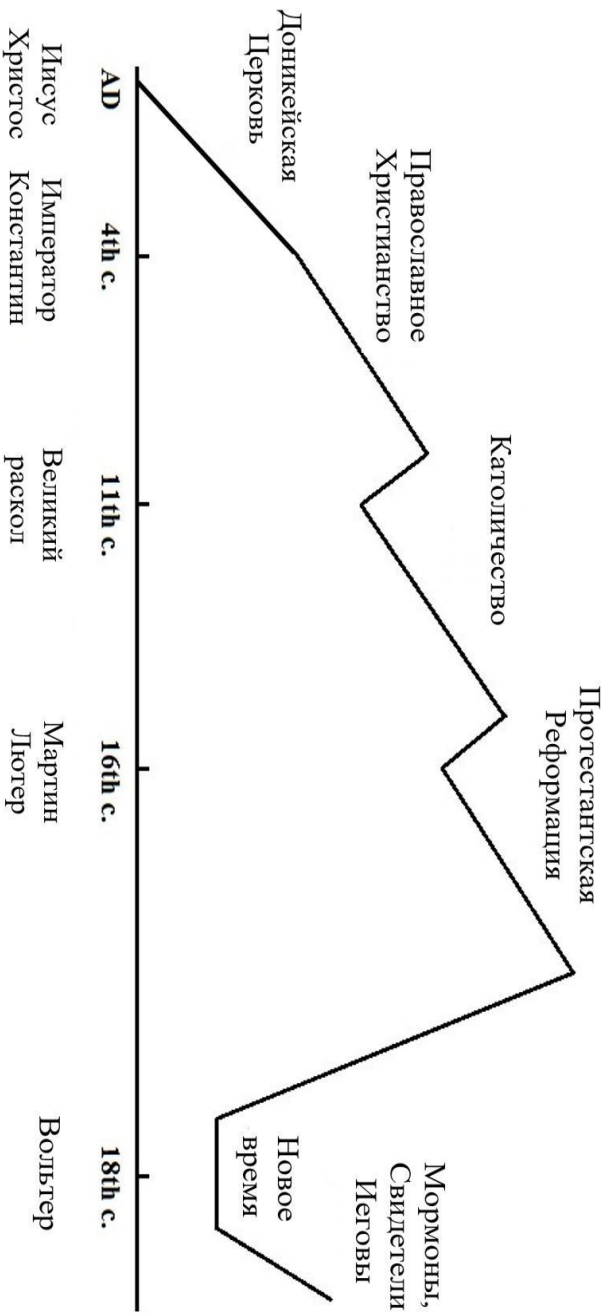 Доникейская
Церковь
Православное
Христианство
Католичество
Протестантская
Реформация
Мормоны,
Свидетели
Иеговы
Новое
время
AD
4th c.
11th c.
16th c.
18th c.
Иисус
Христос
Император
Константин
Великий
раскол
Мартин
Лютер
Вольтер